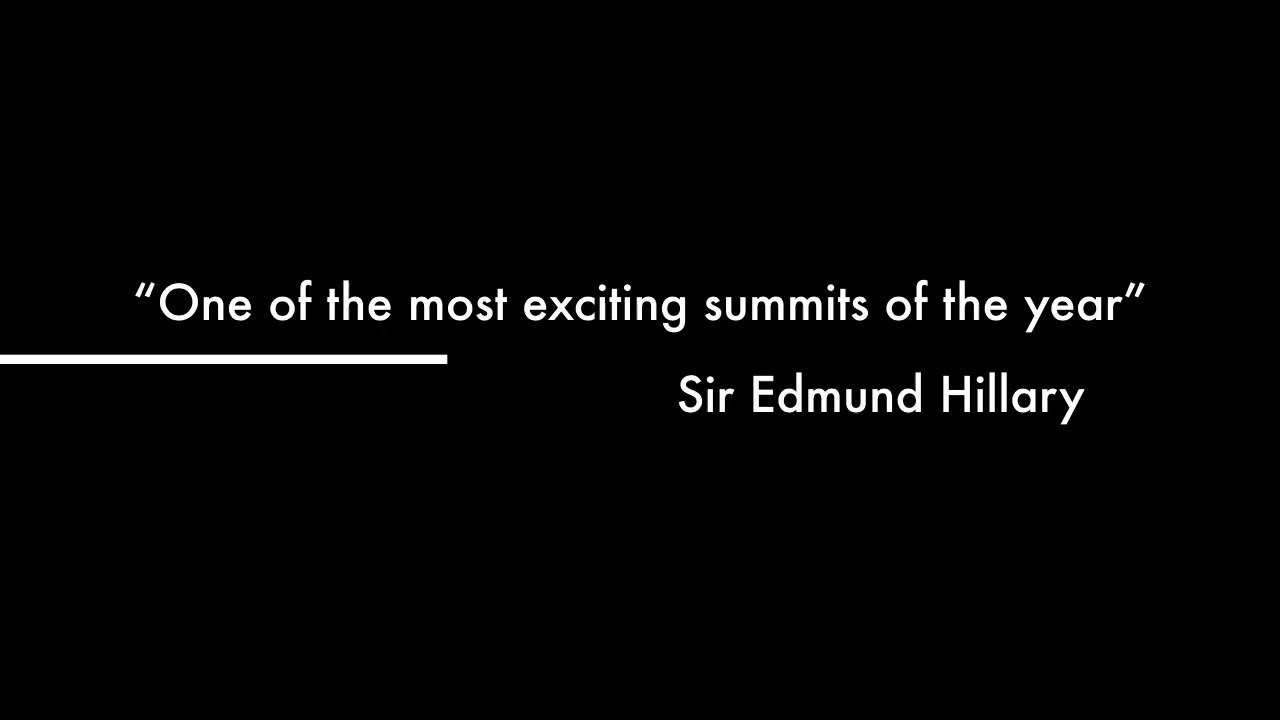 “One of the most exciting summits of the year”
Sir Edmund Hillary